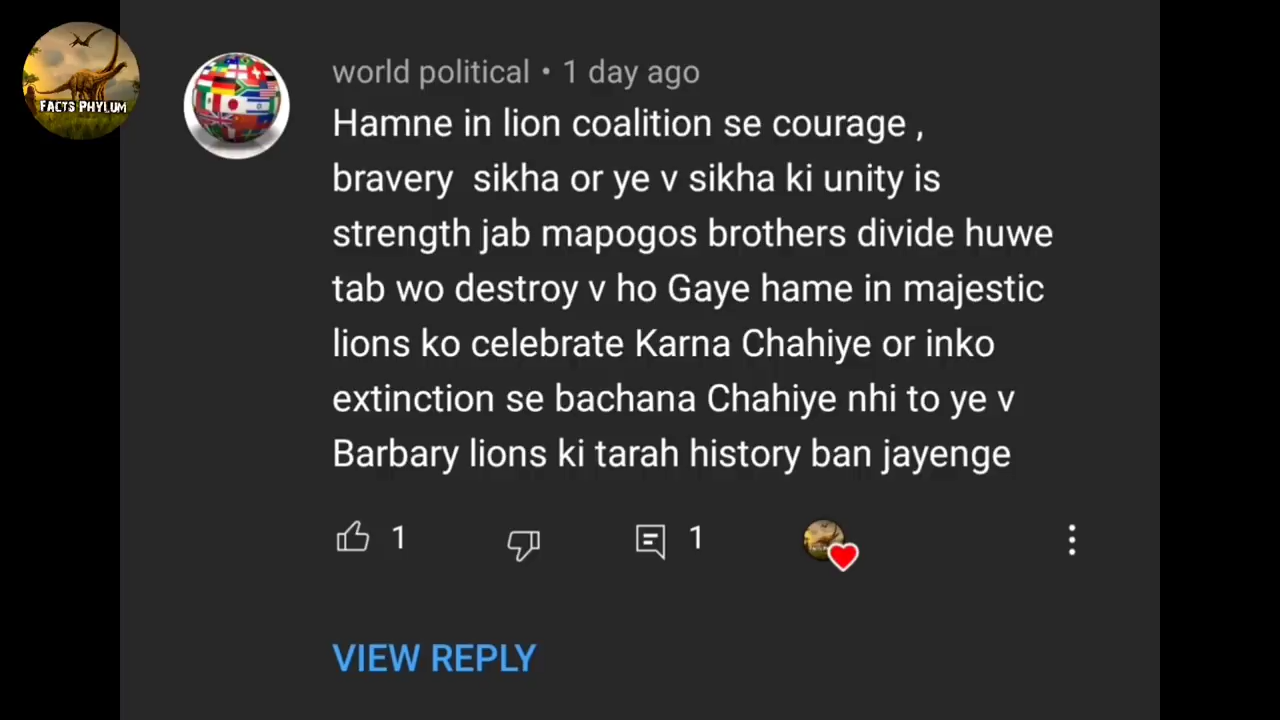 FACTS PHYLUM
world political • 1 day ago
Hamne in lion coalition se courage ,
bravery  sikha or ye v sikha ki unity is
strength jab mapogos brothers divide huwe
tab wo destroy v ho Gaye hame in majestic
lions ko celebrate Karna Chahiye or inko
extinction se bachana Chahiye nhi to ye v
Barbary lions ki tarah history ban jayenge
1 1
VIEW REPLY